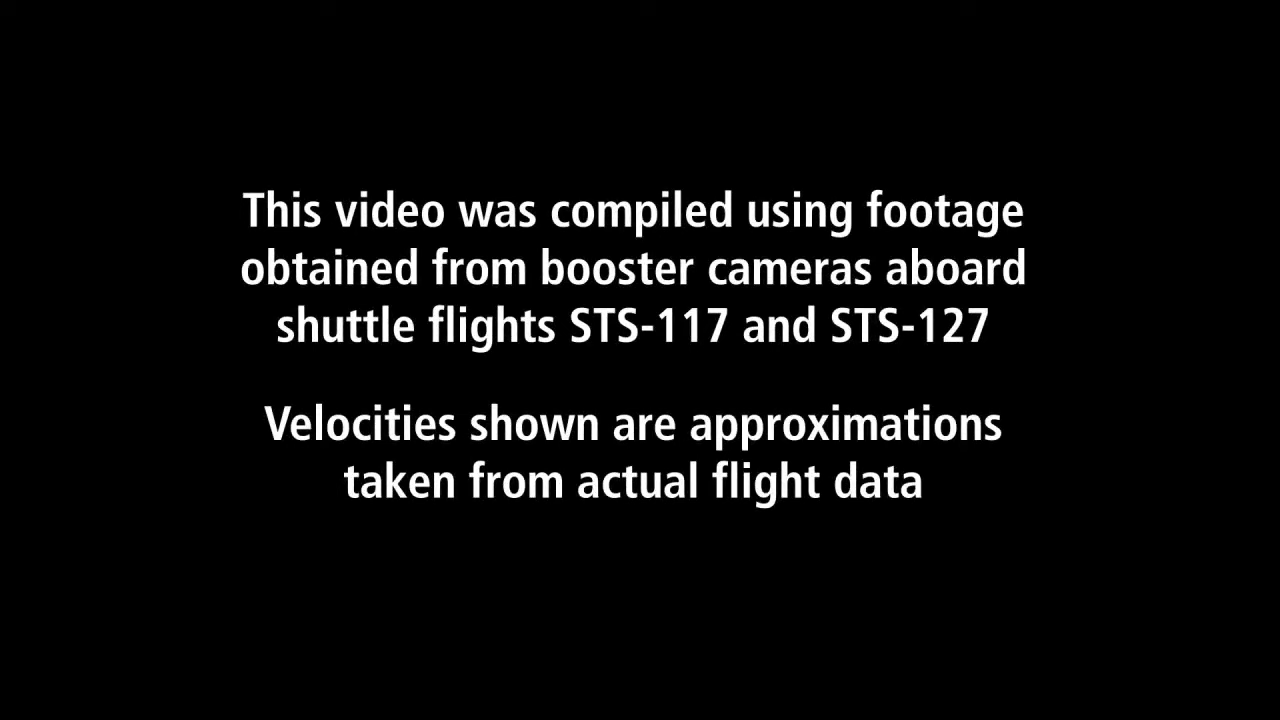 This video was compiled using footage
obtained from booster cameras aboard
shuttle flights STS-117 and STS-127
Velocities shown are approximations
taken from actual flight data